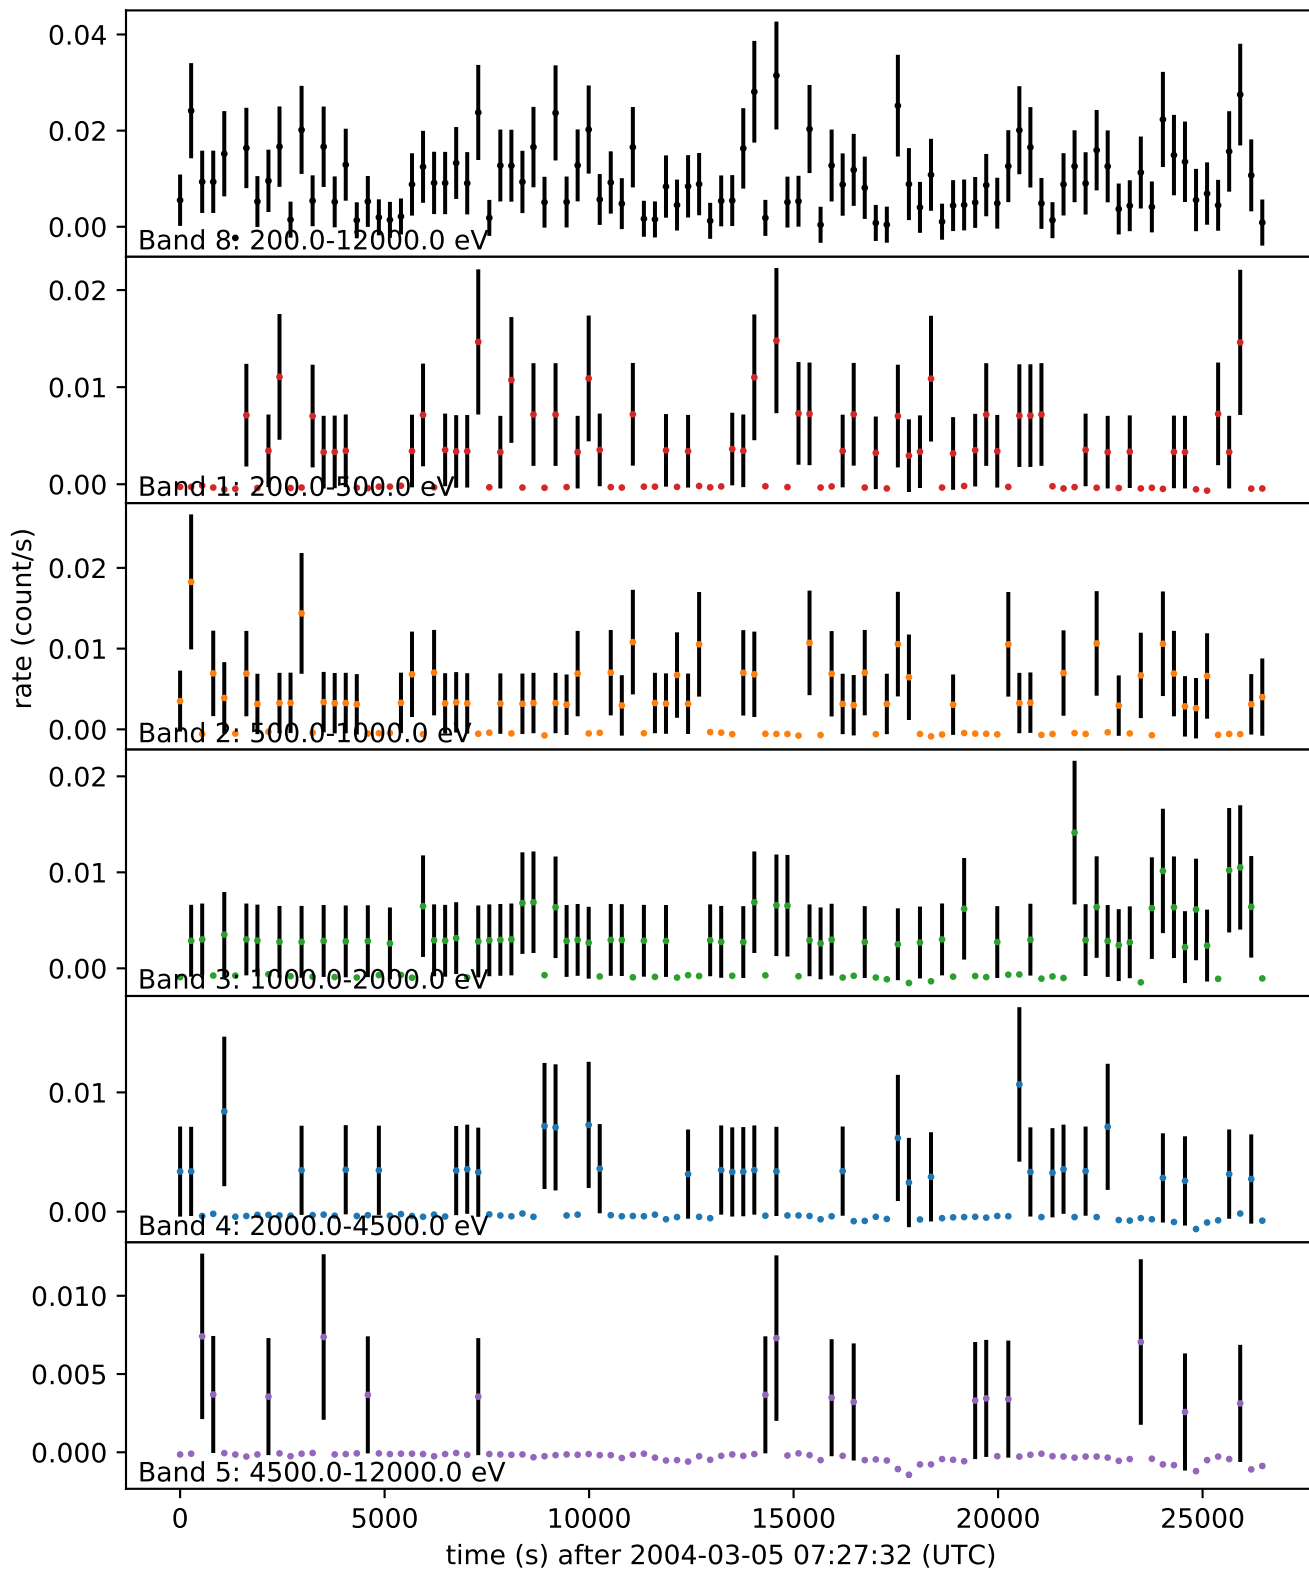 0.04
0.02
0.00
Band 8: 200.0-12000.0 eV
0.02
0.01
0.00
Band 1: 200.0-500.0 eV
0.02
0.01
0.00
Band 2: 500.0-1000.0 eV
rate (count/s)
0.02
0.01
0.00
Band 3: 1000.0-2000.0 eV
0.01
0.00
Band 4: 2000.0-4500.0 eV
0.010
0.005
0.000
Band 5: 4500.0-12000.0 eV
0 5000 10000 15000 20000 25000
time (s) after 2004-03-05 07:27:32 (UTC)